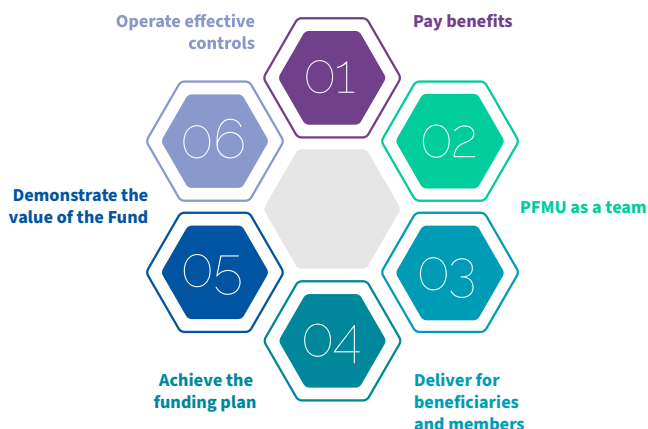 Operate effective
controls
Pay benefits
01
06
02
Demonstrate the
value of the Fund
PFMU as a team
05
03
04
Achieve the
funding plan
Deliver for
beneficiaries
and members